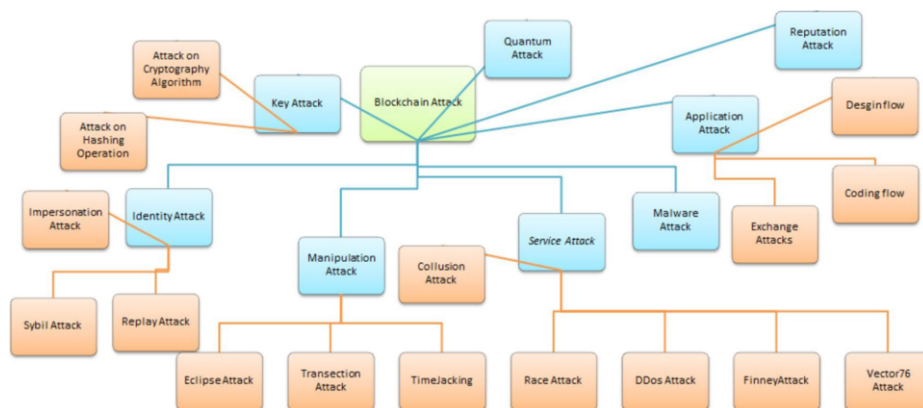 Attack on
Cryptography
Algorithm
Key Attack
Blockchain Attack
Quantum
Attack
Reputation
Attack
Attack on
Hashing
Operation
Application
Attack
Desgin flow
Impersonation
Attack
Identity Attack
Manipulation
Attack
Collusion
Attack
Service Attack
Malware
Attack
Exchange
Attacks
Coding flow
Sybil Attack
Replay Attack
Eclipse Attack
Transection
Attack
TimeJacking
Race Attack
DDos Attack
FinneyAttack
Vector76
Attack